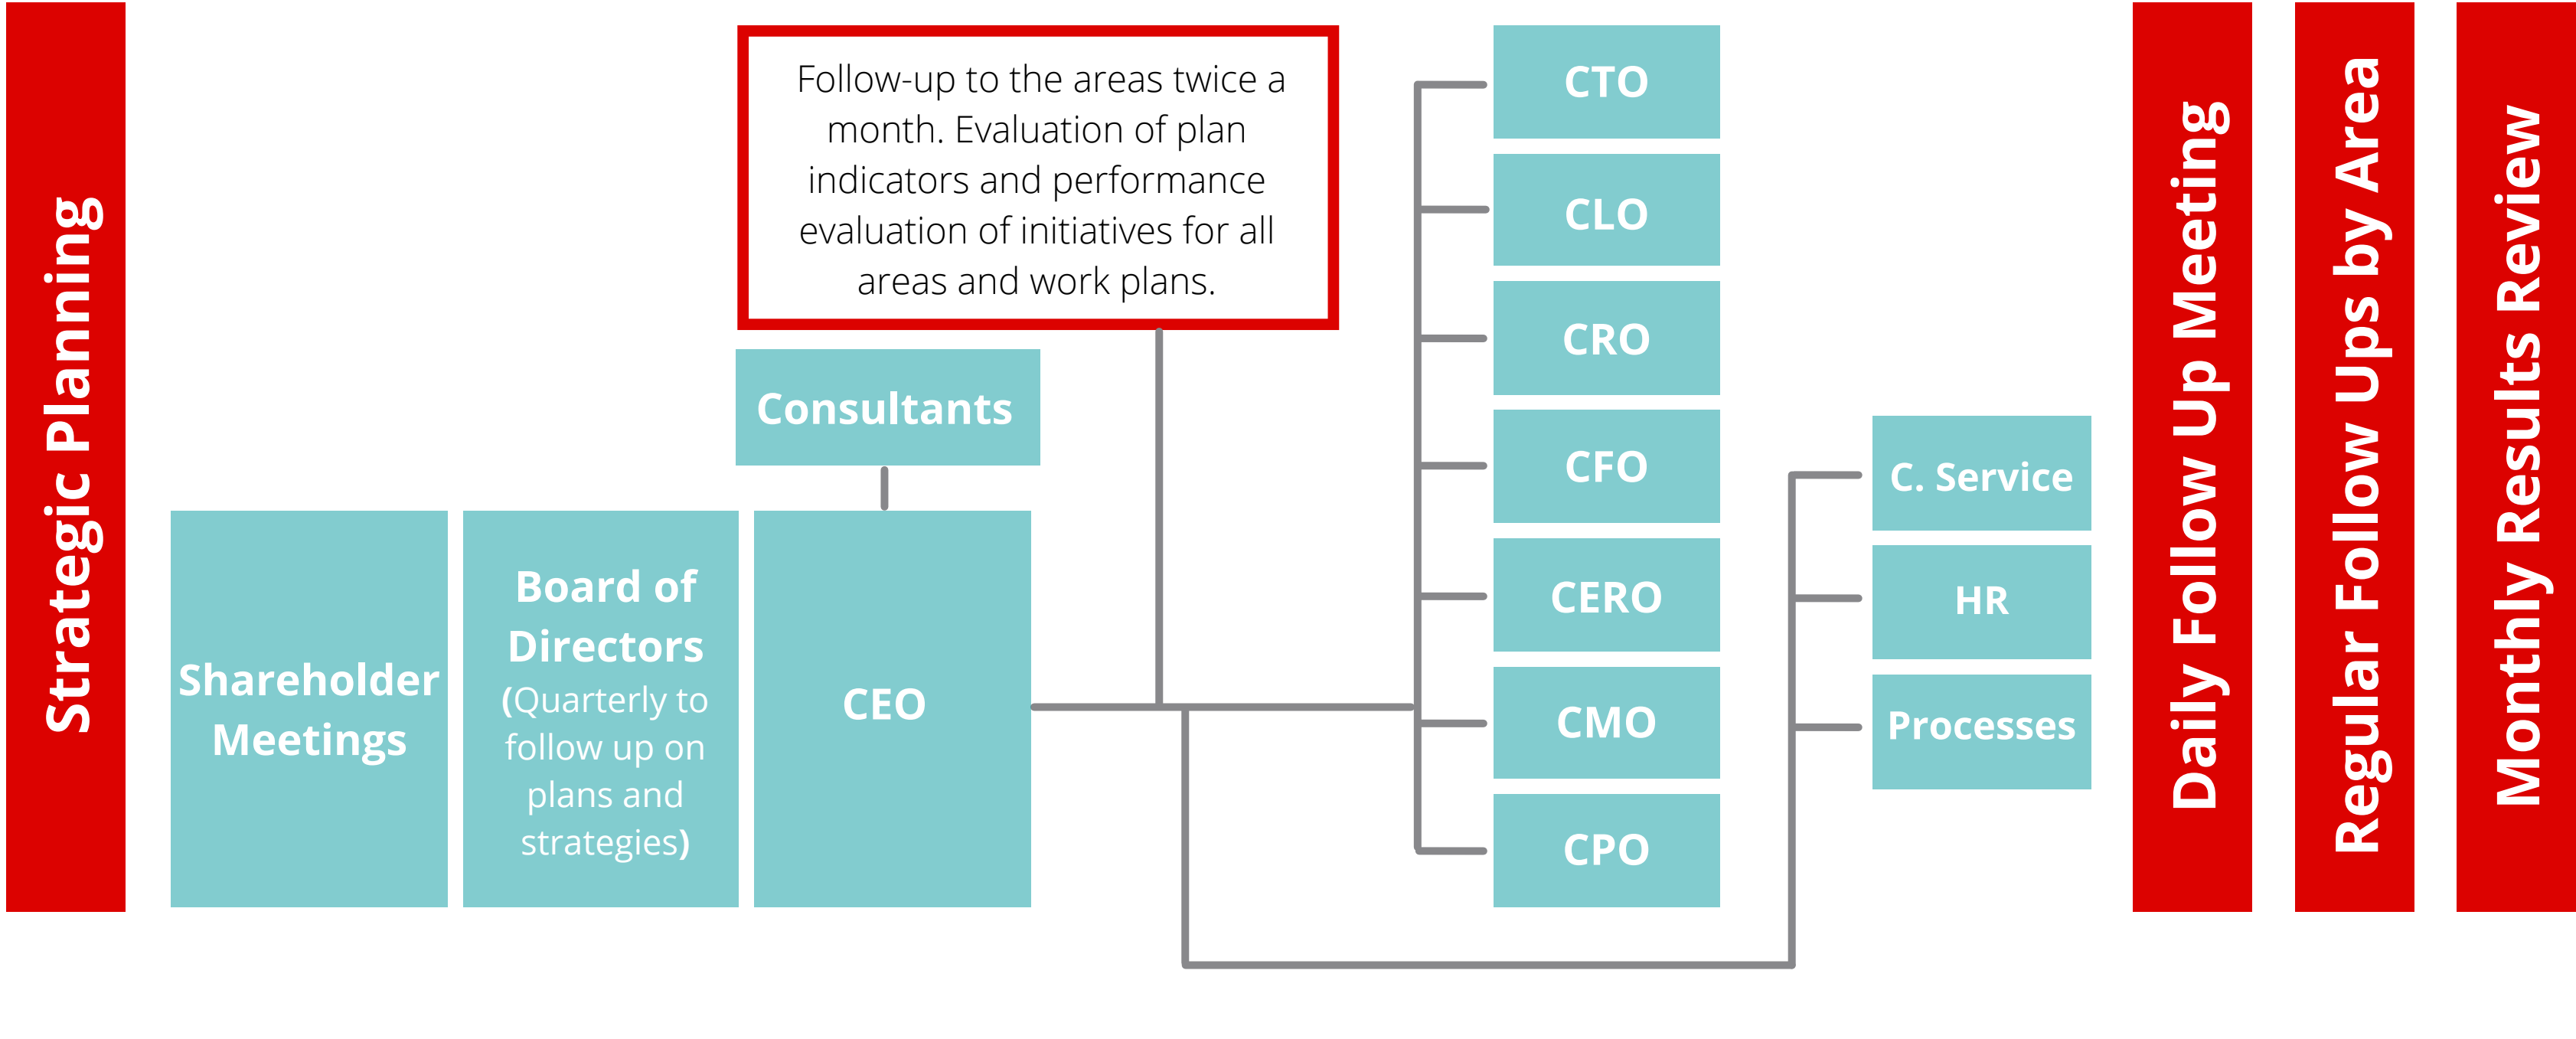 Strategic Planning
Follow-up to the areas twice a
month. Evaluation of plan
indicators and performance
evaluation of initiatives for all
areas and work plans.
Consultants
Shareholder
Meetings
Board of
Directors
(Quarterly to
follow up on
plans and
strategies)
CEO
CTO
CLO
CRO
CFO
CERO
CMO
CPO
C. Service
HR
Processes
Daily Follow Up Meeting
Regular Follow Ups by Area
Monthly Results Review